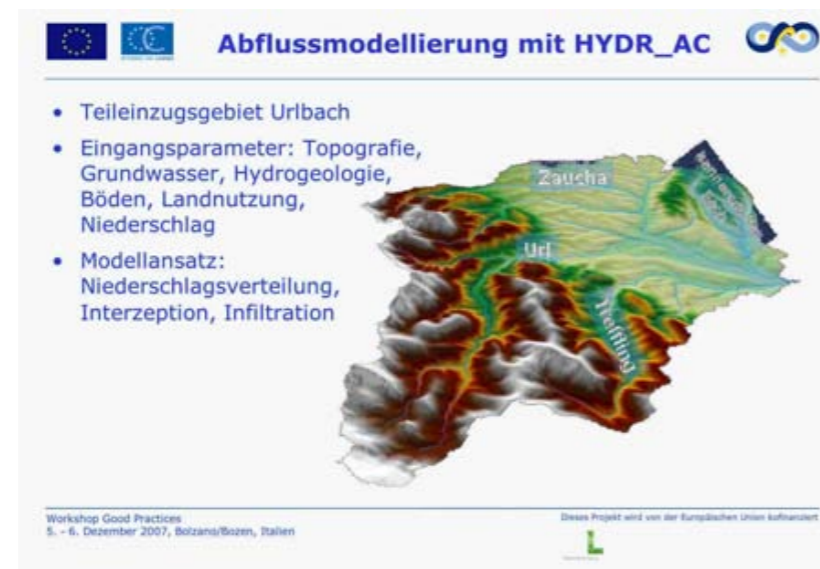 Abflussmodellierung mit HYDR_AC
• Teileinzugsgebiet Urlbach
• Eingangsparameter: Topografie,
Grundwasser, Hydrogeologie,
Böden, Landnutzung,
Niederschlag
• Modellansatz:
Niederschlagsverteilung,
Interzeption, Infiltration
Zaucha
Url
Treffling
Workshop Good Practices
5. - 6. Dezember 2007, Bolzano/Bozen, Italien
Dieses Projekt wird von der Europäischen Union kofinanziert